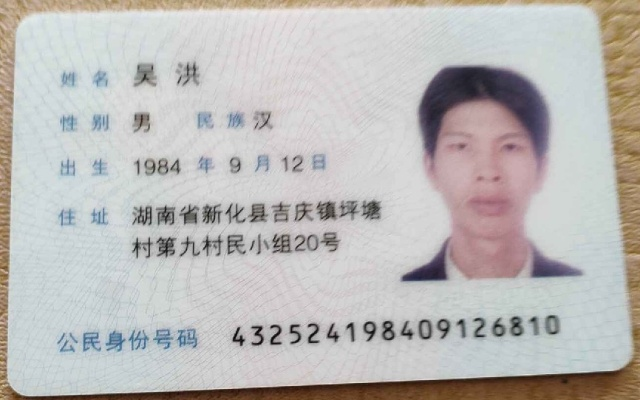 姓名 吴洪
性别 男 民族 汉
出生 1984 年 9 月 12 日
住址 湖南省新化县吉庆镇坪塘
村第九村民小组20号
公民身份号码 432524198409126810